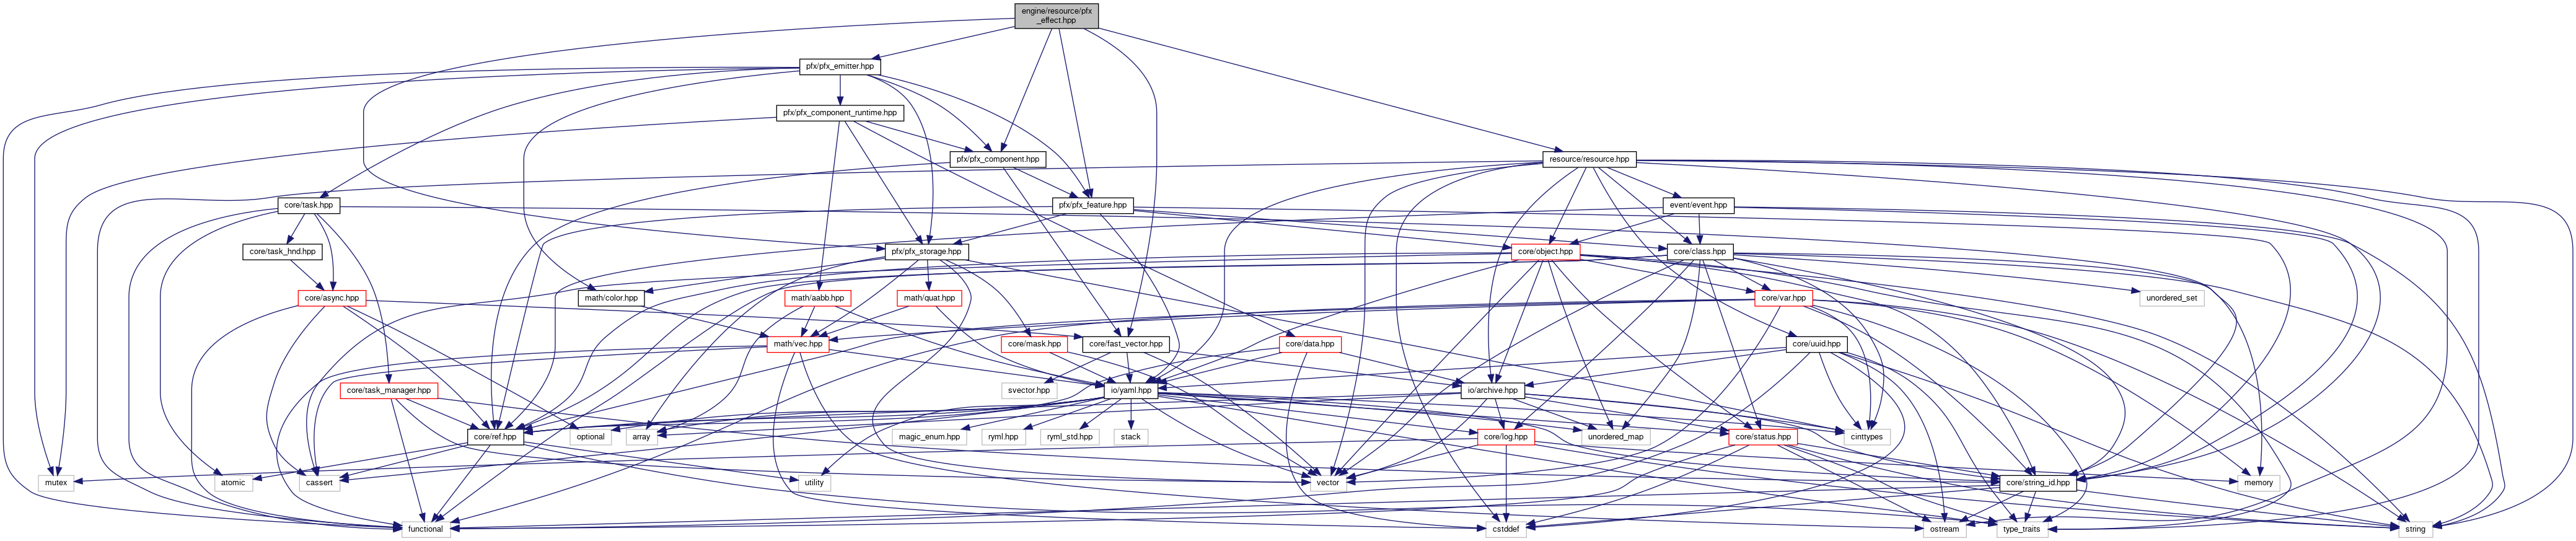 engine/resource/pfx
_effect.hpp
pfx/pfx_emitter.hpp
pfx/pfx_component_runtime.hpp
pfx/pfx_component.hpp
resource/resource.hpp
core/task.hpp
pfx/pfx_feature.hpp
event/event.hpp
core/task_hnd.hpp
pfx/pfx_storage.hpp
core/object.hpp
core/class.hpp
core/async.hpp
math/color.hpp
math/aabb.hpp
math/quat.hpp
core/var.hpp
unordered_set
math/vec.hpp
core/mask.hpp
core/fast_vector.hpp
core/data.hpp
core/uuid.hpp
core/task_manager.hpp
svector.hpp
io/yaml.hpp
io/archive.hpp
core/ref.hpp
optional
array
magic_enum.hpp
ryml.hpp
ryml_std.hpp
stack
core/log.hpp
unordered_map
core/status.hpp
cinttypes
mutex
atomic
cassert
utility
vector
core/string_id.hpp
memory
functional
cstddef
ostream
type_traits
string